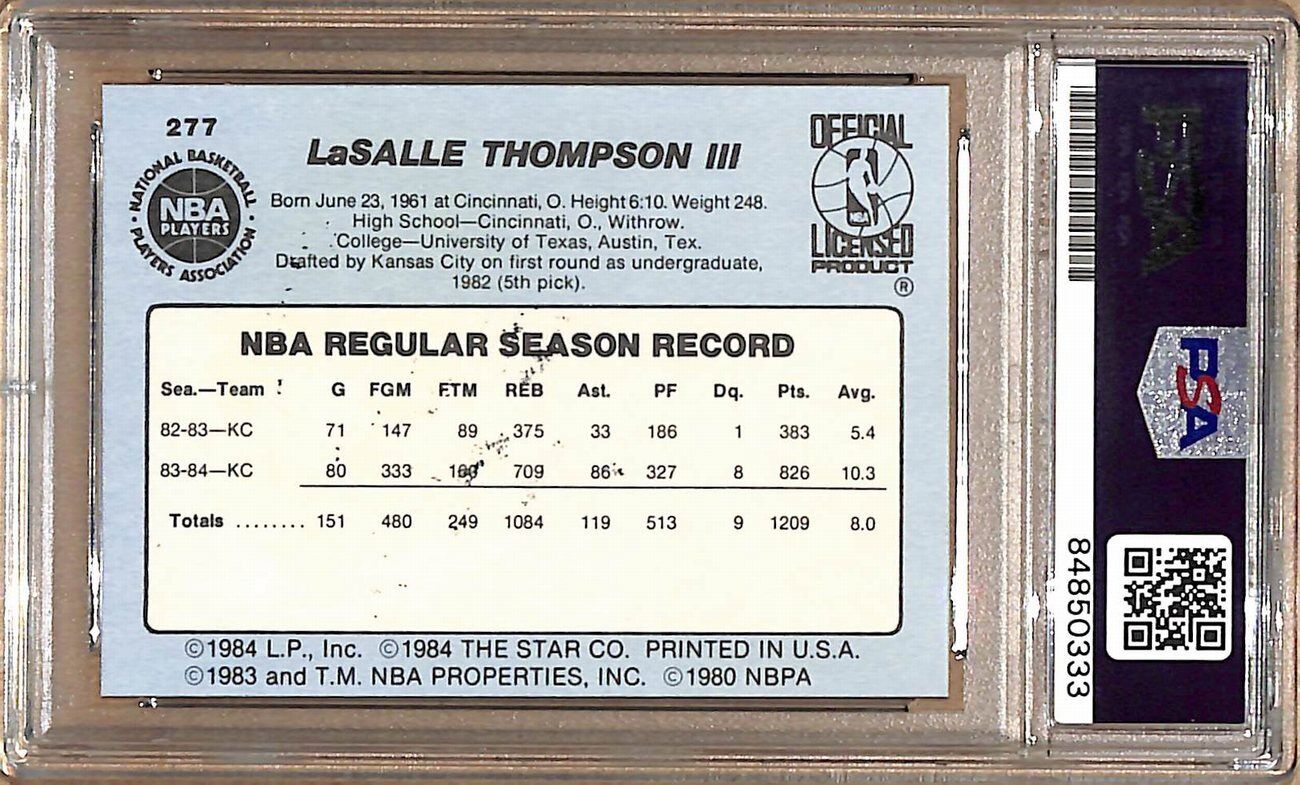 277
LaSALLE THOMPSON III
NATIONAL BASKETBALL
NBA
PLAYERS
PLAYERS ASSOCIATION
OFFICIAL
NBA
LICENSED
PRODUCT
®
Born June 23, 1961 at Cincinnati, O. Height 6:10. Weight 248.
High School—Cincinnati, O., Withrow.
College—University of Texas, Austin, Tex.
Drafted by Kansas City on first round as undergraduate,
1982 (5th pick).
NBA REGULAR SEASON RECORD
Sea.—Team G FGM FTM REB Ast. PF Dq. Pts. Avg.
82-83—KC 71 147 89 375 33 186 1 383 5.4
83-84—KC 80 333 160 709 86 327 8 826 10.3
Totals ........ 151 480 249 1084 119 513 9 1209 8.0
©1984 L.P., Inc. ©1984 THE STAR CO. PRINTED IN U.S.A.
©1983 and T.M. NBA PROPERTIES, INC. ©1980 NBPA
PSA
84850333